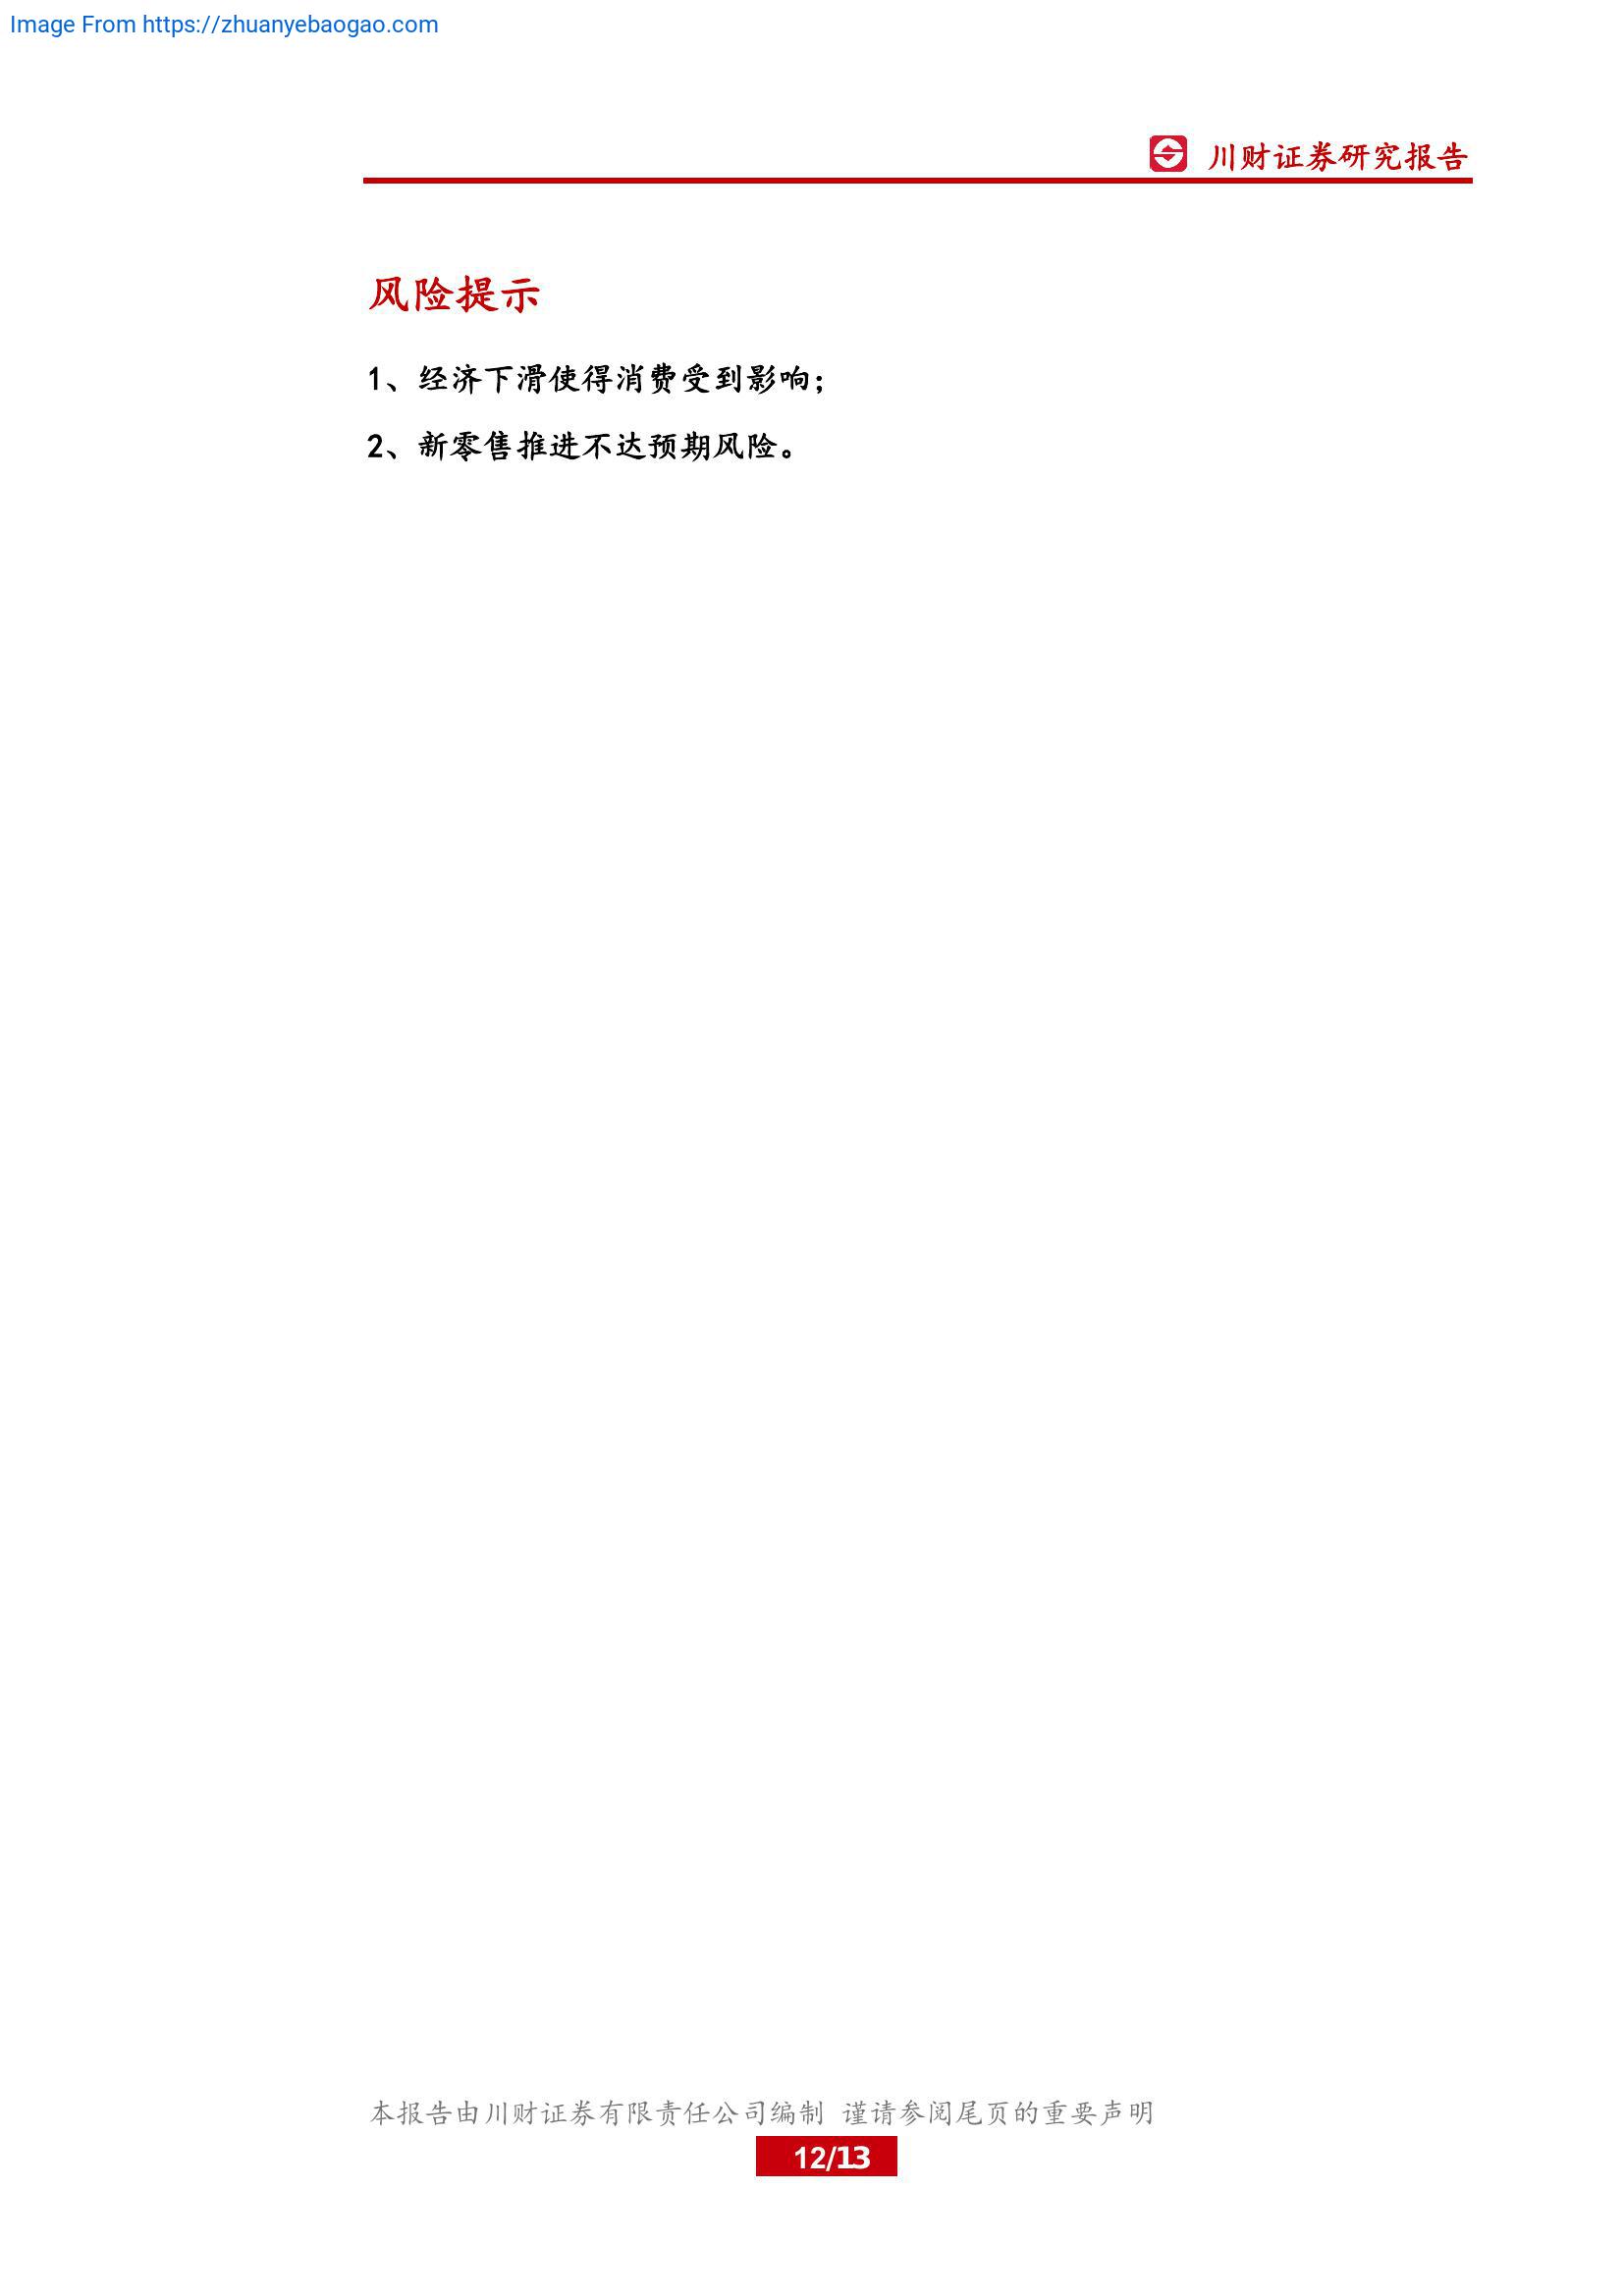 Image From https://zhuanyebaogao.com
川财证券研究报告
风险提示
1、经济下滑使得消费受到影响；
2、新零售推进不达预期风险。
本报告由川财证券有限责任公司编制 谨请参阅尾页的重要声明
12/13